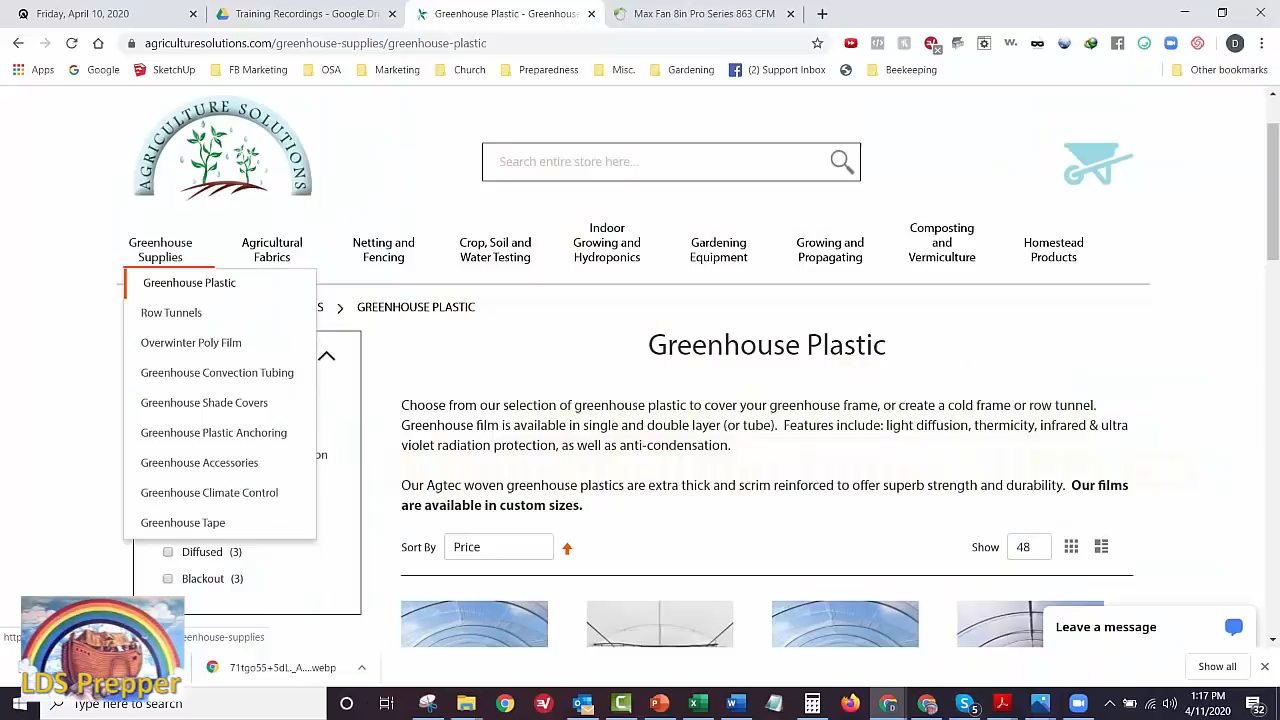 Friday, April 10, 2020
Training Recordings - Google Dri
Greenhouse Plastic - Greenhouse
Max Fan 8in Pro Series 863 CFM
agriculturesolutions.com/greenhouse-supplies/greenhouse-plastic
Apps
Google
SketchUp
FB Marketing
OSA
Marketing
Church
Preparedness
Misc.
Gardening
(2) Support Inbox
Beekeeping
Other bookmarks
AGRICULTURE SOLUTIONS
Search entire store here...
Greenhouse Supplies
Agricultural Fabrics
Netting and Fencing
Crop, Soil and Water Testing
Indoor Growing and Hydroponics
Gardening Equipment
Growing and Propagating
Composting and Vermiculture
Homestead Products
Greenhouse Plastic
Row Tunnels
Overwinter Poly Film
Greenhouse Convection Tubing
Greenhouse Shade Covers
Greenhouse Plastic Anchoring
Greenhouse Accessories
Greenhouse Climate Control
Greenhouse Tape
S > GREENHOUSE PLASTIC
on
Diffused (3)
Blackout (3)
Greenhouse Plastic
Choose from our selection of greenhouse plastic to cover your greenhouse frame, or create a cold frame or row tunnel.
Greenhouse film is available in single and double layer (or tube). Features include: light diffusion, thermicity, infrared & ultra
violet radiation protection, as well as anti-condensation.
Our Agtec woven greenhouse plastics are extra thick and scrim reinforced to offer superb strength and durability. Our films
are available in custom sizes.
Sort By Price
Show 48
Leave a message
http
eenhouse-supplies
71tgo55+5dL._A....webp
Show all
LDS Prepper
Type here to search
1:17 PM
4/11/2020